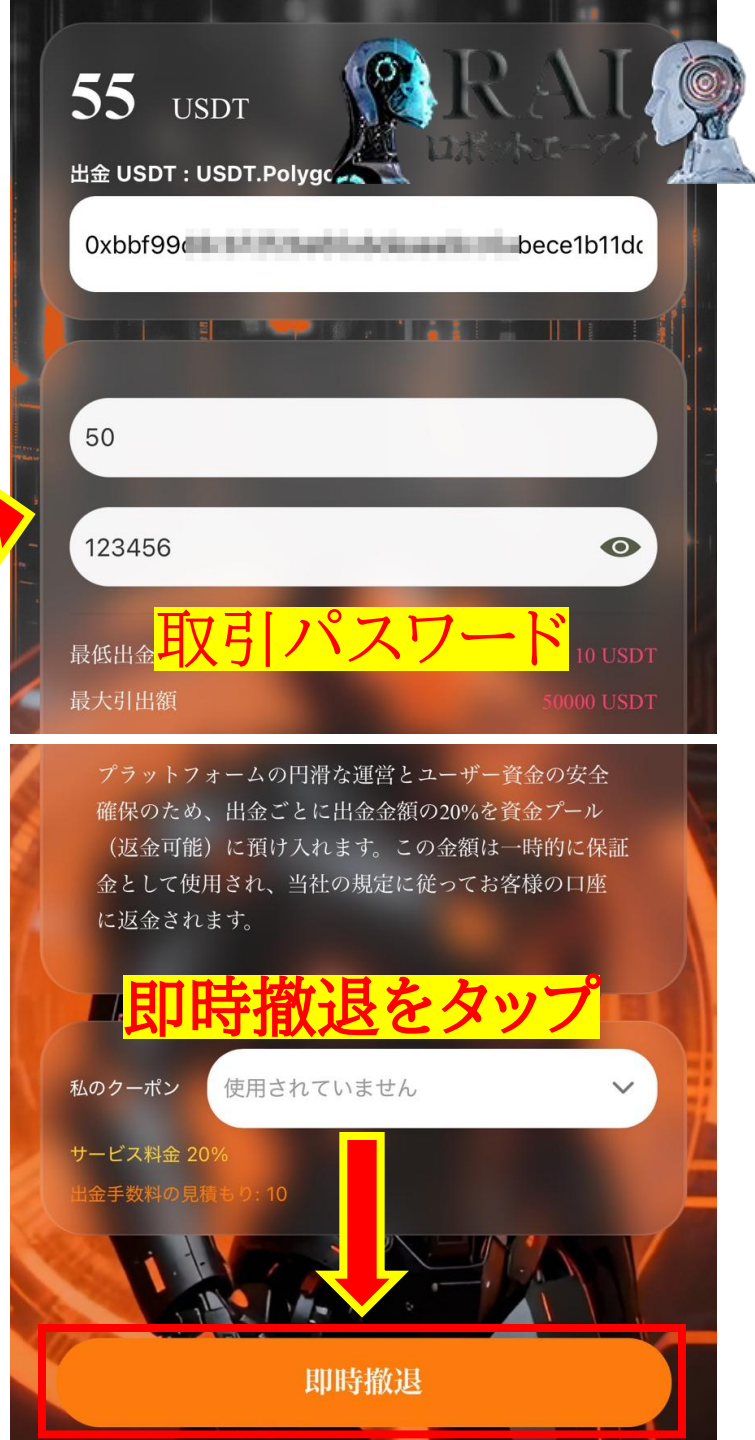 RAI
ロボットエーアイ
55 USDT
出金 USDT : USDT.Polygo
0xbbf99 bece1b11dc
50
123456
取引パスワード
最低出金 10 USDT
最大引出額 50000 USDT
プラットフォームの円滑な運営とユーザー資金の安全
確保のため、出金ごとに出金金額の20%を資金プール
（返金可能）に預け入れます。この金額は一時的に保証
金として使用され、当社の規定に従ってお客様の口座
に返金されます。
即時撤退をタップ
私のクーポン 使用されていません
サービス料金 20%
出金手数料の見積もり: 10
即時撤退